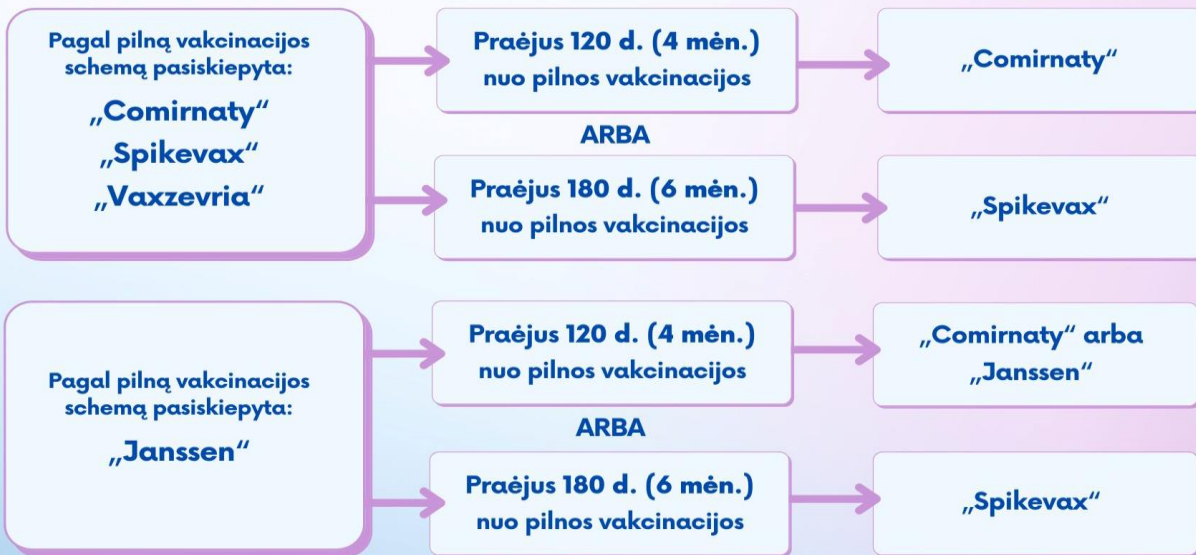 Pagal pilną vakcinacijos
schemą pasiskiepyta:
„Comirnaty“
„Spikevax“
„Vaxzevria“
Praėjus 120 d. (4 mėn.)
nuo pilnos vakcinacijos
„Comirnaty“
ARBA
Praėjus 180 d. (6 mėn.)
nuo pilnos vakcinacijos
„Spikevax“
Pagal pilną vakcinacijos
schemą pasiskiepyta:
„Janssen“
Praėjus 120 d. (4 mėn.)
nuo pilnos vakcinacijos
„Comirnaty“ arba
„Janssen“
ARBA
Praėjus 180 d. (6 mėn.)
nuo pilnos vakcinacijos
„Spikevax“